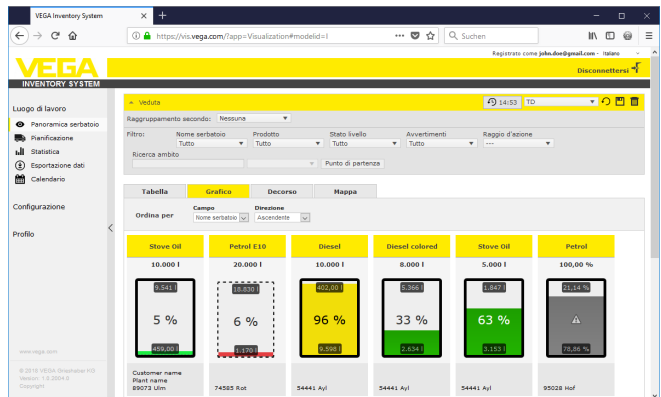 VEGA Inventory System
https://vis.vega.com/?app=Visualization#modelid=l
Suchen
Registrato come john.doe@gmail.com - Italiano
VEGA
INVENTORY SYSTEM
Disconnettersi
Luogo di lavoro
Panoramica serbatoio
Pianificazione
Statistica
Esportazione dati
Calendario
Configurazione
Profilo
www.vega.com
© 2018 VEGA Grieshaber KG
Copyright
Veduta
14:53
TD
Raggruppamento secondo: Nessuna
Filtro: Nome serbatoio Prodotto Stato livello Avvertimenti Raggio d'azione
Tutto Tutto Tutto Tutto ---
Ricerca ambito
Punto di partenza
Tabella Grafico Decorso Mappa
Ordina per Campo Direzione
Nome serbatoio Ascendente
Stove Oil Petrol E10 Diesel Diesel colored Stove Oil Petrol
10.000 l 20.000 l 10.000 l 8.000 l 5.000 l 100,00 %
9.541 l 18.830 l 402,00 l 5.366 l 1.847 l 21,14 %
5 % 6 % 96 % 33 % 63 %
459,00 l 1.170 l 9.598 l 2.634 l 3.153 l 78,86 %
Customer name
Plant name
89073 Ulm 74585 Rot 54441 Ayl 54441 Ayl 54441 Ayl 95028 Hof